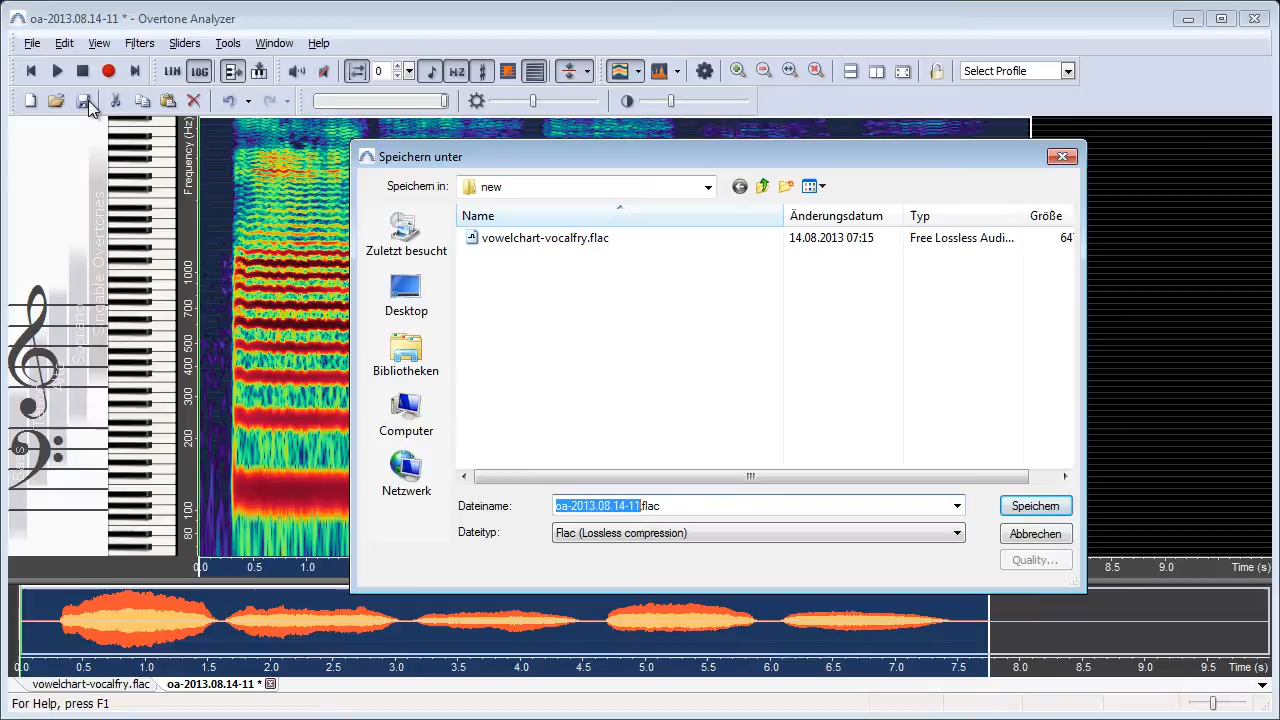 oa-2013.08.14-11 * - Overtone Analyzer
File Edit View Filters Sliders Tools Window Help
LIN LOG 0 HZ Select Profile
Speichern unter
Speichern in: new
Name Änderungsdatum Typ Größe
vowelchart-vocalfry.flac 14.08.2013 07:15 Free Lossless Audi... 64
Zuletzt besucht
Desktop
Bibliotheken
Computer
Netzwerk
Dateiname: oa-2013.08.14-11.flac Speichern
Dateityp: Flac (Lossless compression) Abbrechen
Quality...
Frequency (Hz)
1000
900
800
700
600
500
400
300
200
100
80
Overtones
0.0 0.5 1.0 8.5 9.0 Time (s)
0.0 0.5 1.0 1.5 2.0 2.5 3.0 3.5 4.0 4.5 5.0 5.5 6.0 6.5 7.0 7.5 8.0 8.5 9.0 9.5 Time (s)
vowelchart-vocalfry.flac oa-2013.08.14-11 *
For Help, press F1